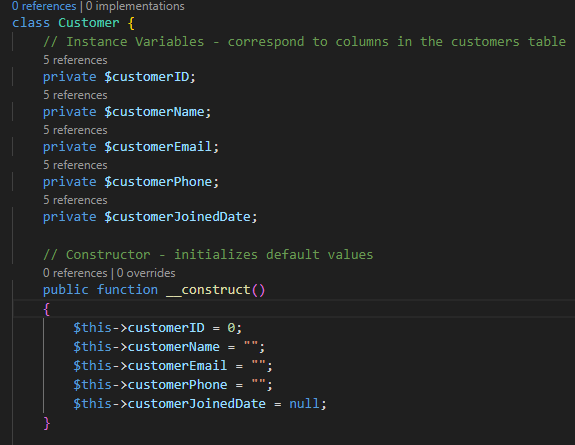 0 references | 0 implementations
class Customer {
// Instance Variables - correspond to columns in the customers table
5 references
private $customerID;
5 references
private $customerName;
5 references
private $customerEmail;
5 references
private $customerPhone;
5 references
private $customerJoinedDate;
// Constructor - initializes default values
0 references | 0 overrides
public function __construct()
{
$this->customerID = 0;
$this->customerName = "";
$this->customerEmail = "";
$this->customerPhone = "";
$this->customerJoinedDate = null;
}